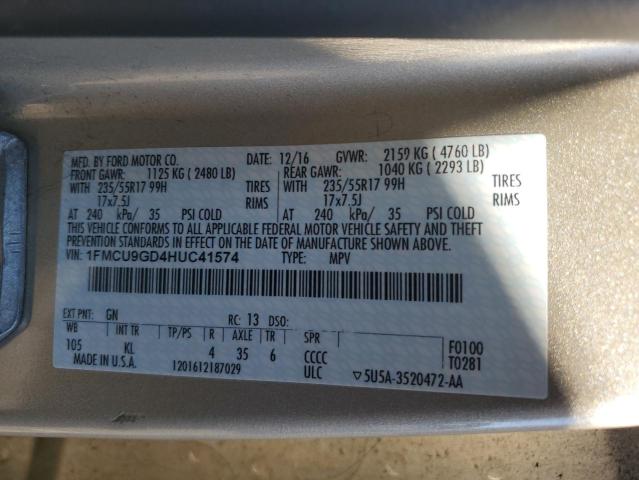 MFD. BY FORD MOTOR CO. DATE: 12/16 GVWR: 2159 KG ( 4760 LB)
FRONT GAWR: 1125 KG ( 2480 LB) REAR GAWR: 1040 KG ( 2293 LB)
WITH 235/55R17 99H TIRES WITH 235/55R17 99H TIRES
17x7.5J RIMS 17x7.5J RIMS
AT 240 kPa/ 35 PSI COLD AT 240 kPa/ 35 PSI COLD
THIS VEHICLE CONFORMS TO ALL APPLICABLE FEDERAL MOTOR VEHICLE SAFETY AND THEFT
PREVENTION STANDARDS IN EFFECT ON THE DATE OF MANUFACTURE SHOWN ABOVE.
VIN: 1FMCU9GD4HUC41574 TYPE: MPV
EXT PNT: GN RC: 13 DSO:
WB INT TR TP/PS R AXLE TR SPR F0100
105 KL 4 35 6 CCCC T0281
MADE IN U.S.A. 1201612187029 ULC ▽5U5A-3520472-AA